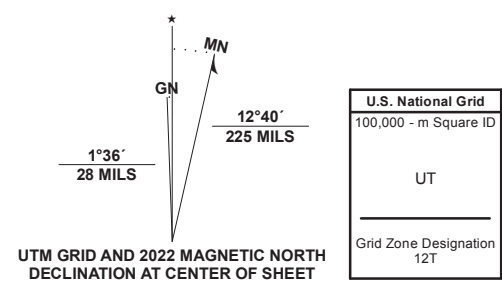 ★
MN
GN
12°40´
225 MILS
1°36´
28 MILS
UTM GRID AND 2022 MAGNETIC NORTH
DECLINATION AT CENTER OF SHEET
U.S. National Grid
100,000 - m Square ID
UT
Grid Zone Designation
12T